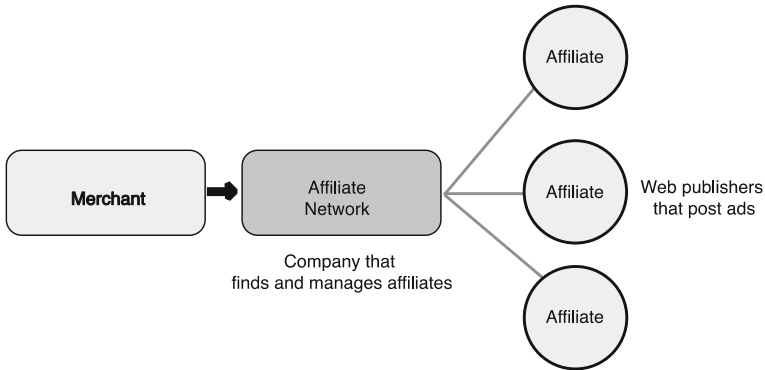 Affiliate
Merchant
Affiliate
Network
Affiliate
Web publishers
that post ads
Company that
finds and manages affiliates
Affiliate